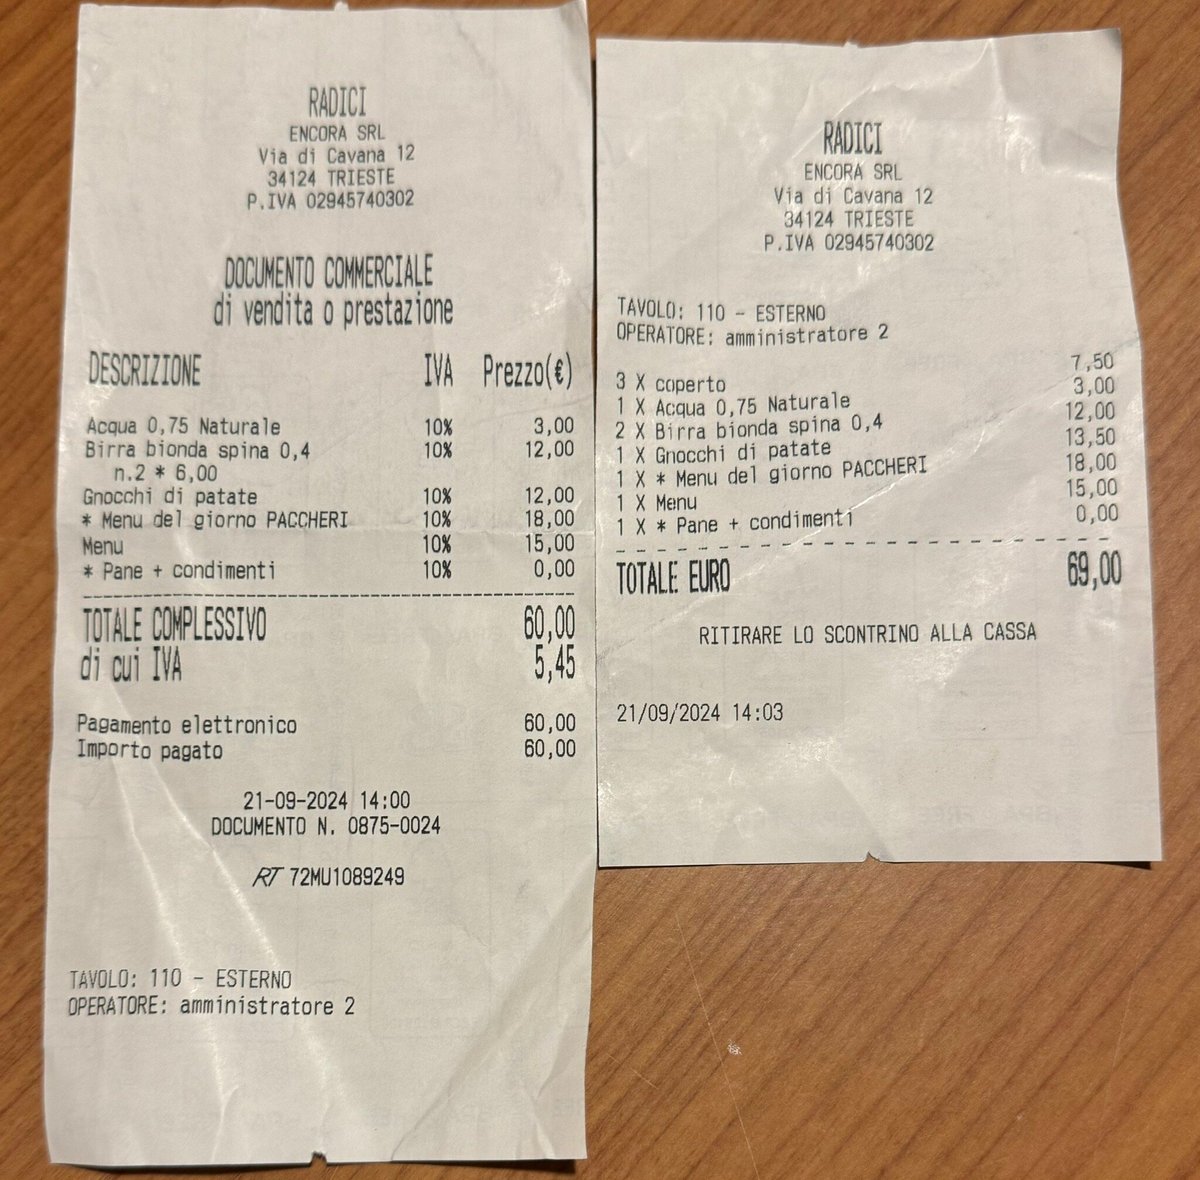 RADICI
ENCORA SRL
Via di Cavana 12
34124 TRIESTE
P.IVA 02945740302
DOCUMENTO COMMERCIALE
di vendita o prestazione
DESCRIZIONE IVA Prezzo(€)
Acqua 0,75 Naturale 10% 3,00
Birra bionda spina 0,4 10% 12,00
n.2 * 6,00
Gnocchi di patate 10% 12,00
* Menu del giorno PACCHERI 10% 18,00
Menu 10% 15,00
* Pane + condimenti 10% 0,00
TOTALE COMPLESSIVO 60,00
di cui IVA 5,45
Pagamento elettronico 60,00
Importo pagato 60,00
21-09-2024 14:00
DOCUMENTO N. 0875-0024
RT 72MU1089249
TAVOLO: 110 - ESTERNO
OPERATORE: amministratore 2
RADICI
ENCORA SRL
Via di Cavana 12
34124 TRIESTE
P.IVA 02945740302
TAVOLO: 110 - ESTERNO
OPERATORE: amministratore 2
3 X coperto 7,50
1 X Acqua 0,75 Naturale 3,00
2 X Birra bionda spina 0,4 12,00
1 X Gnocchi di patate 13,50
1 X * Menu del giorno PACCHERI 18,00
1 X Menu 15,00
1 X * Pane + condimenti 0,00
TOTALE EURO 69,00
RITIRARE LO SCONTRINO ALLA CASSA
21/09/2024 14:03